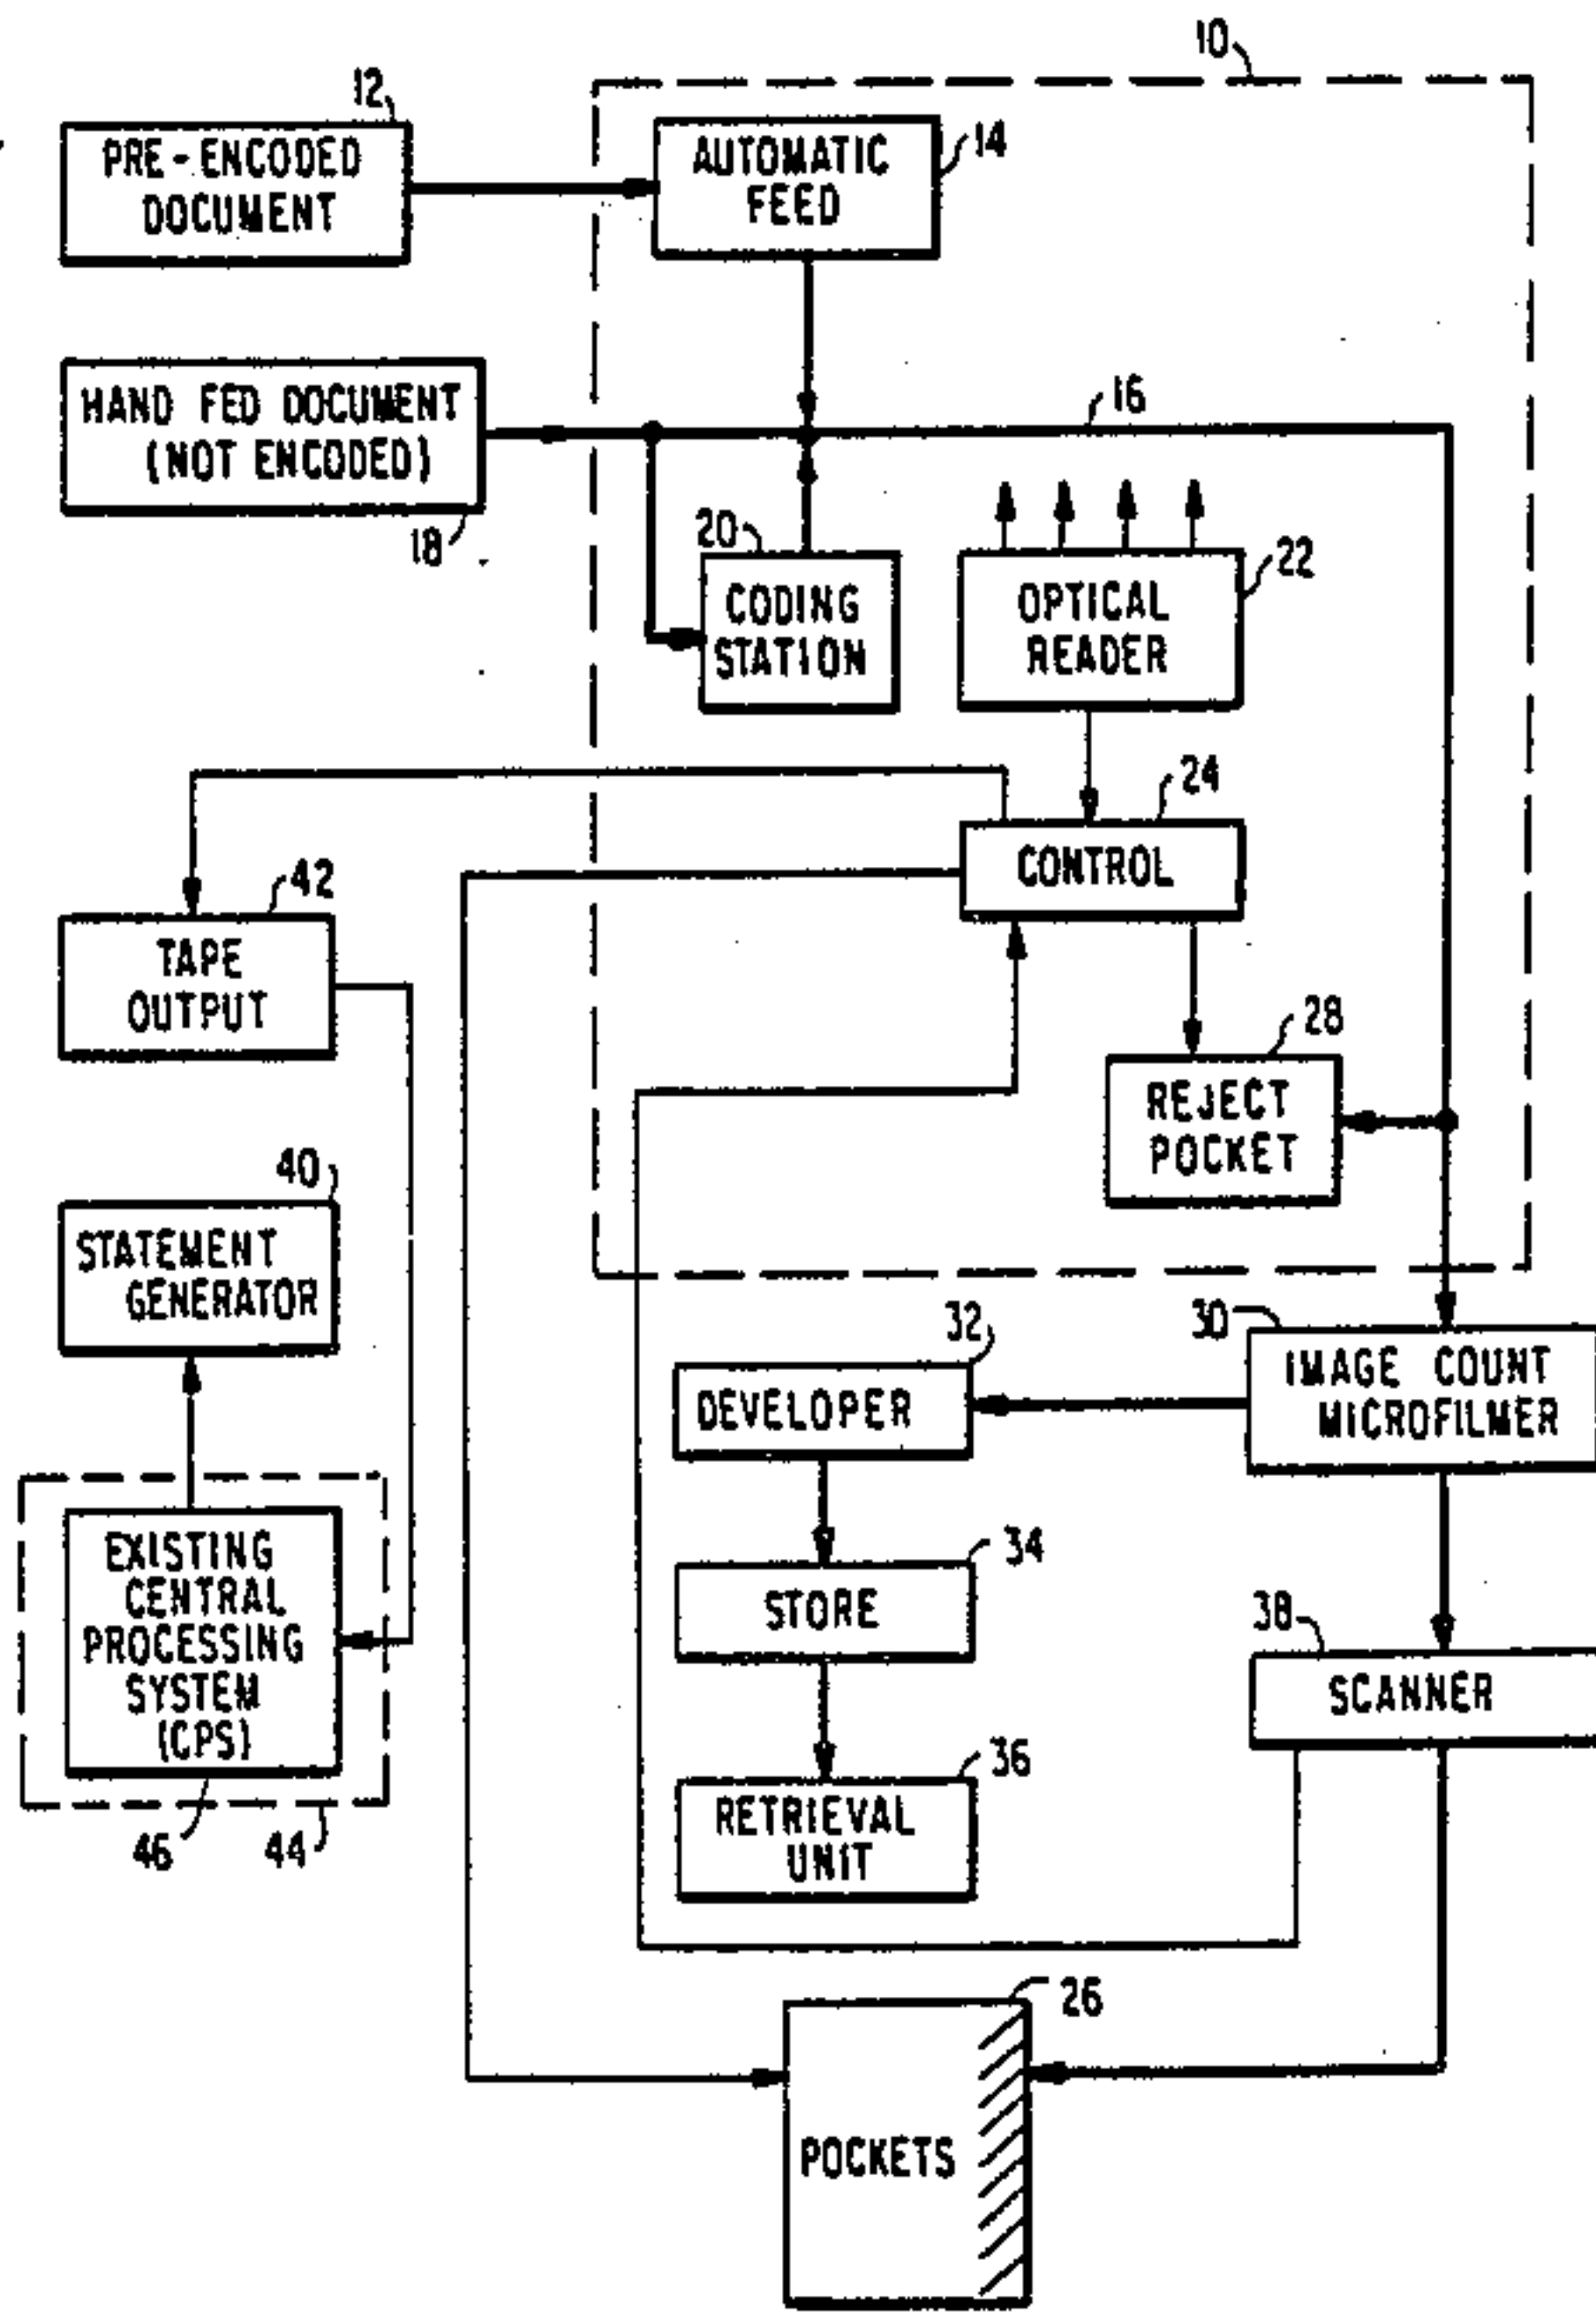 10
12
PRE-ENCODED
DOCUMENT
AUTOMATIC
FEED
14
HAND FED DOCUMENT
(NOT ENCODED)
18
16
20
CODING
STATION
OPTICAL
READER
22
24
CONTROL
42
TAPE
OUTPUT
28
REJECT
POCKET
40
STATEMENT
GENERATOR
30
IMAGE COUNT
MICROFILMER
32
DEVELOPER
34
STORE
EXISTING
CENTRAL
PROCESSING
SYSTEM
(CPS)
46
44
38
SCANNER
36
RETRIEVAL
UNIT
26
POCKETS